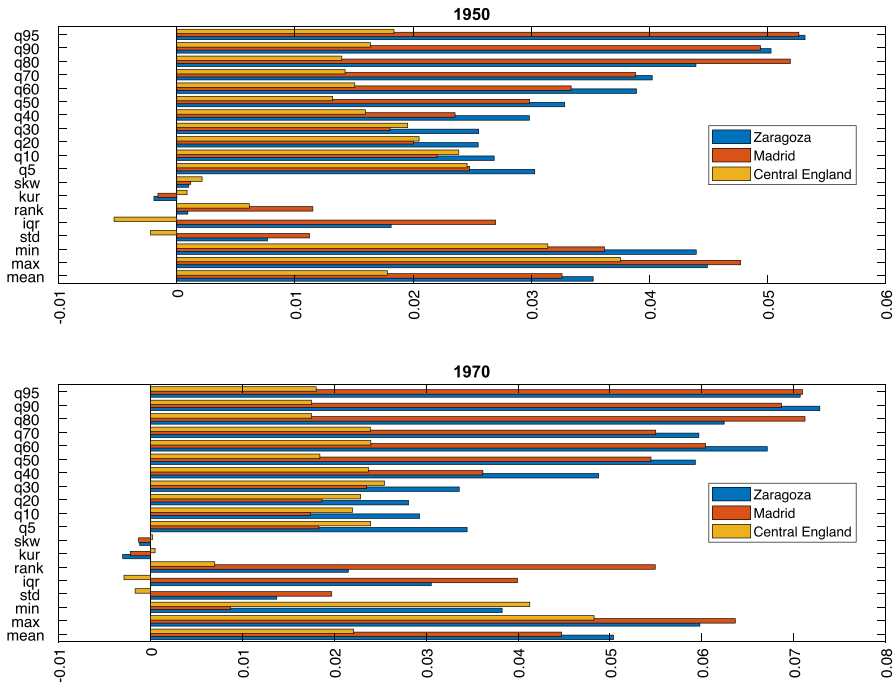 1950
q95
q90
q80
q70
q60
q50
q40
q30
q20
q10
q5
skw
kur
rank
iqr
std
min
max
mean
Zaragoza
Madrid
Central England
-0.01
0
0.01
0.02
0.03
0.04
0.05
0.06
1970
q95
q90
q80
q70
q60
q50
q40
q30
q20
q10
q5
skw
kur
rank
iqr
std
min
max
mean
Zaragoza
Madrid
Central England
-0.01
0
0.01
0.02
0.03
0.04
0.05
0.06
0.07
0.08